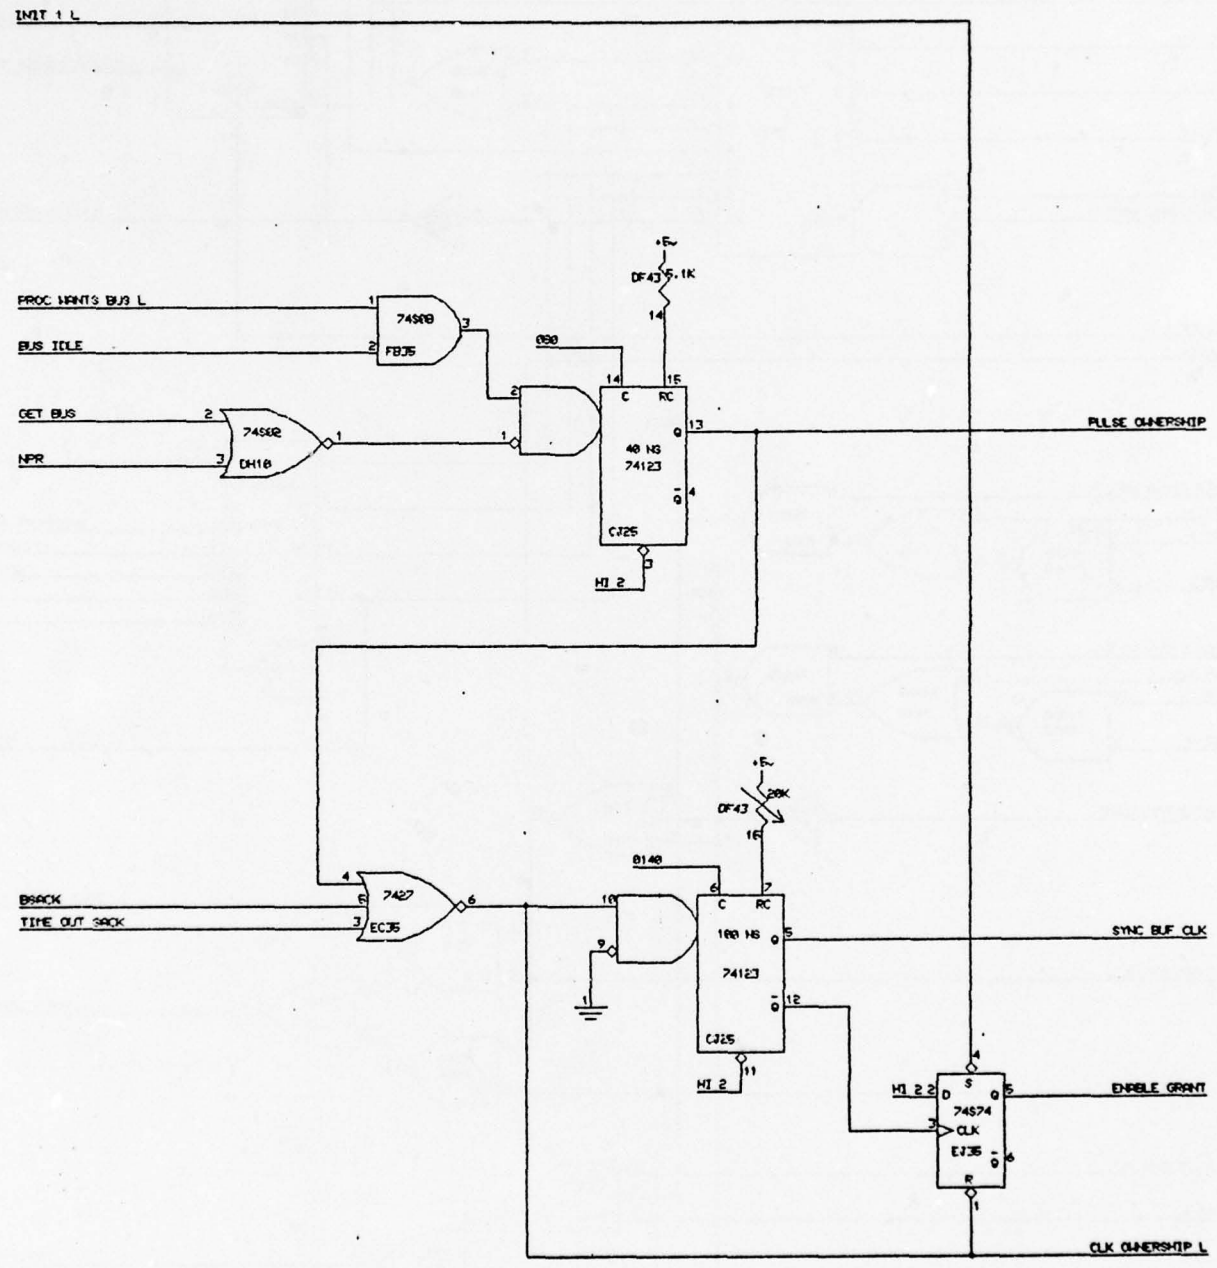 INIT 1 L
+5v
DF43 5.1K
14
PROC WANTS BUS L
1
74S08
3
BUS IDLE
2
FBJ5
080
14
15
C
RC
GET BUS
2
74S02
1
NPR
3
DH10
2
1
Q
13
PULSE OWNERSHIP
40 NS
74123
Q
4
CJ25
3
HI 2
+5v
20K
DF43
16
0140
6
7
4
7427
BSACK
5
6
TIME OUT SACK
3
ECJ5
10
9
1
C
RC
100 NS
Q
5
SYNC BUF CLK
74123
Q
12
CJ25
11
HI 2
4
S
HI 2
2
D
Q
5
ENABLE GRANT
74S74
3
CLK
EJ35
Q
6
R
1
CLK OWNERSHIP L